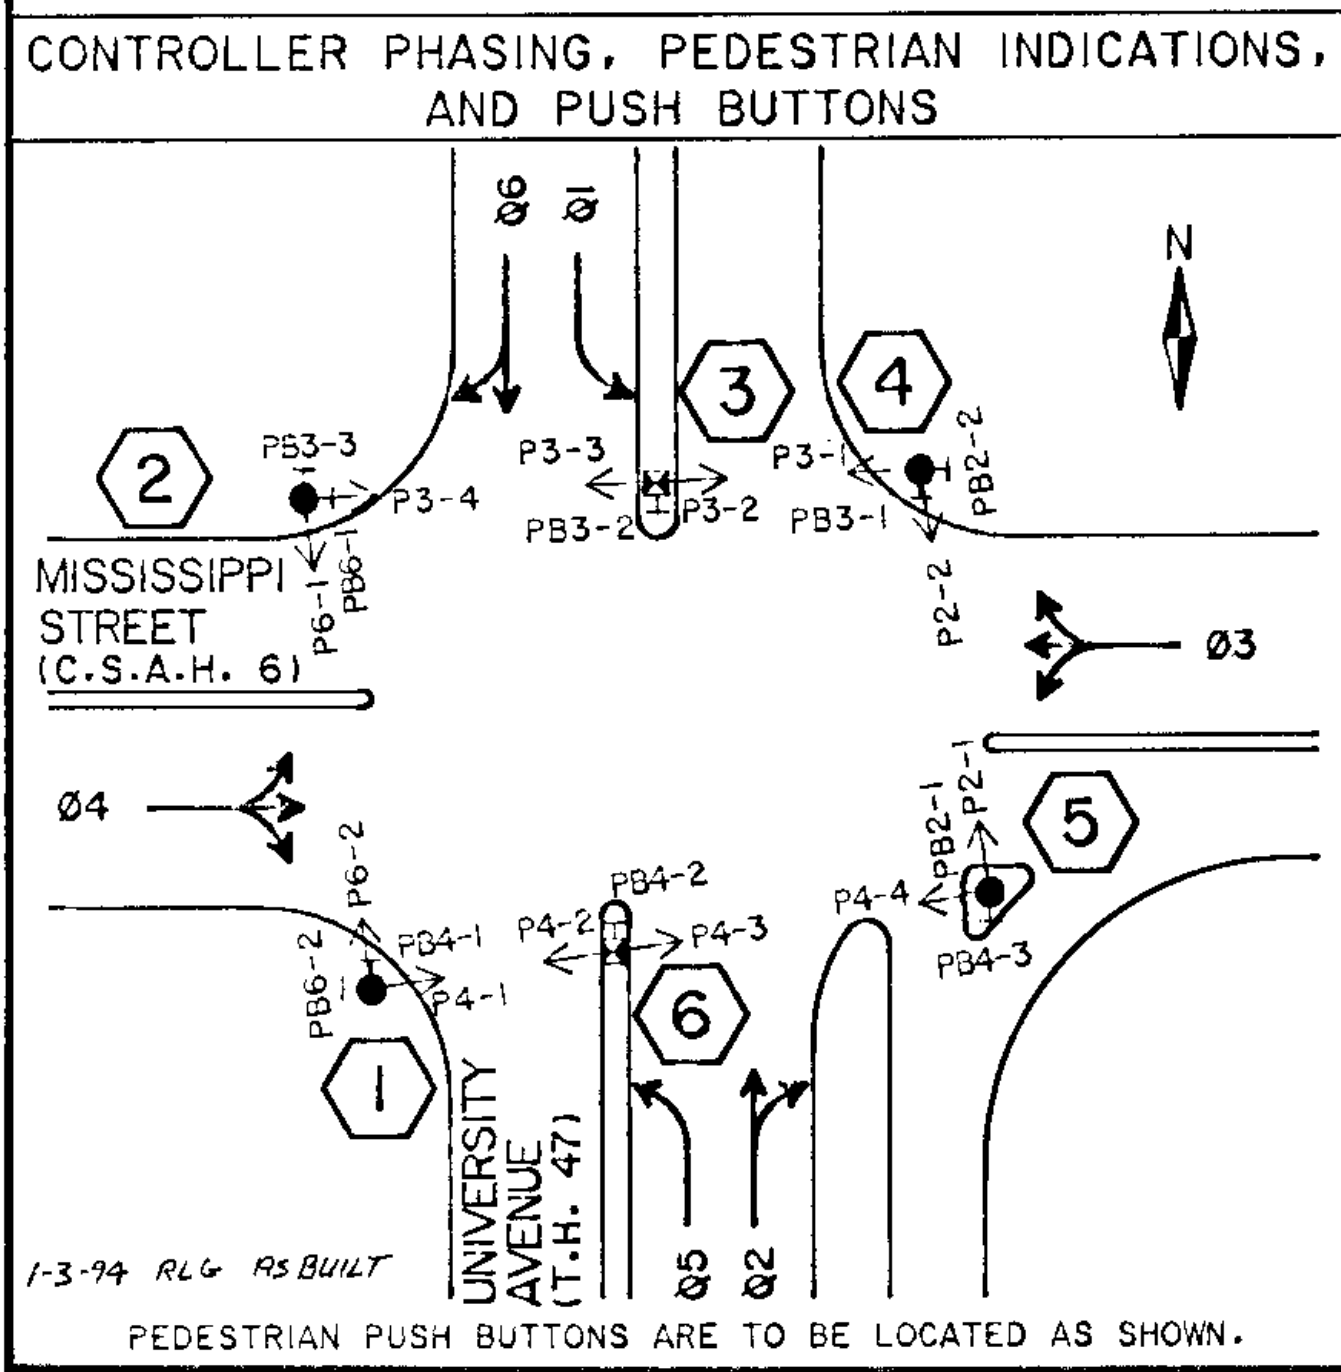 CONTROLLER PHASING, PEDESTRIAN INDICATIONS,
AND PUSH BUTTONS
Ø6
Ø1
N
2
3
4
PB3-3
P3-4
P6-1
PB6-1
P3-3
PB3-2
P3-2
P3-1
PB3-1
PB2-2
P2-2
MISSISSIPPI
STREET
(C.S.A.H. 6)
Ø3
Ø4
P6-2
PB6-2
PB4-1
P4-1
1
PB4-2
P4-2
P4-3
6
P4-4
PB2-1
P2-1
PB4-3
5
UNIVERSITY
AVENUE
(T.H. 47)
Ø5
Ø2
1-3-94 RLG AS BUILT
PEDESTRIAN PUSH BUTTONS ARE TO BE LOCATED AS SHOWN.